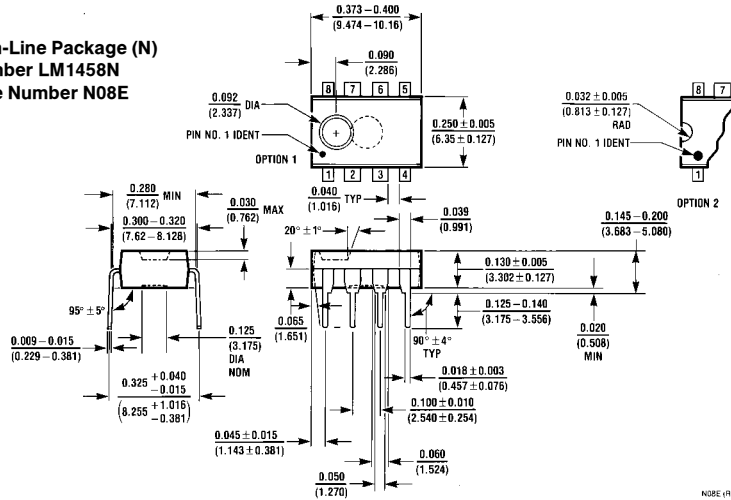 -Line Package (N)
ber LM1458N
Number N08E
0.373–0.400
(9.474–10.16)
0.090
(2.286)
8 7 6 5
0.092 DIA
(2.337)
PIN NO. 1 IDENT
OPTION 1
0.250 ± 0.005
(6.35 ± 0.127)
1 2 3 4
0.032 ± 0.005
(0.813 ± 0.127)
RAD
PIN NO. 1 IDENT
8 7
1
OPTION 2
0.280 MIN
(7.112)
0.300–0.320
(7.62–8.128)
0.030 MAX
(0.762)
0.040 TYP
(1.016)
0.039
(0.991)
0.145–0.200
(3.683–5.080)
20° ± 1°
0.130 ± 0.005
(3.302 ± 0.127)
0.125–0.140
(3.175–3.556)
0.020
(0.508)
MIN
95° ± 5°
0.065
(1.651)
90° ± 4°
TYP
0.009–0.015
(0.229–0.381)
0.125
(3.175)
DIA
NOM
0.018 ± 0.003
(0.457 ± 0.076)
0.325 +0.040 -0.015
(8.255 +1.016 -0.381)
0.100 ± 0.010
(2.540 ± 0.254)
0.045 ± 0.015
(1.143 ± 0.381)
0.060
(1.524)
0.050
(1.270)
N08E (R